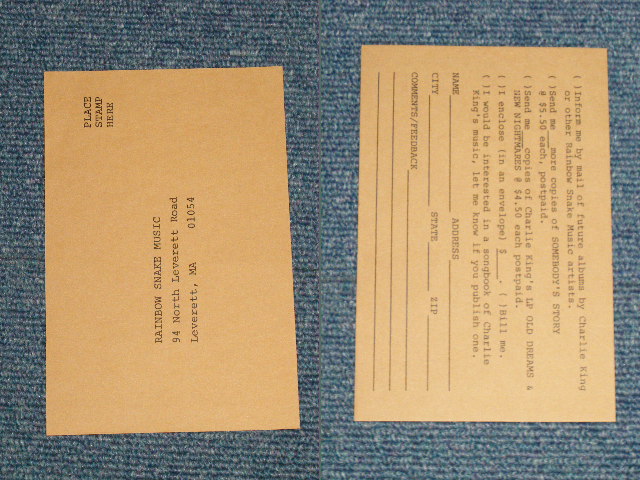 PLACE
STAMP
HERE
RAINBOW SNAKE MUSIC
94 North Leverett Road
Leverett, MA 01054
( )Inform me by mail of future albums by Charlie King
or other Rainbow Snake Music artists.
( )Send me ___ more copies of SOMEBODY'S STORY
@ $5.50 each, postpaid.
( )Send me ___ copies of Charlie King's LP OLD DREAMS &
NEW NIGHTMARES @ $4.50 each postpaid.
( )I enclose (in an envelope) $ _____. ( )Bill me.
( )I would be interested in a songbook of Charlie
King's music, let me know if you publish one.
NAME ADDRESS
CITY STATE ZIP
COMMENTS/FEEDBACK